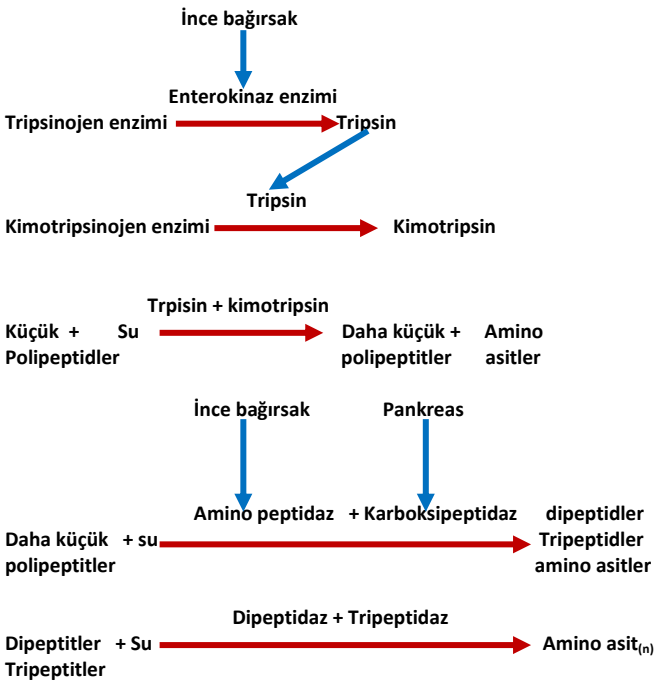 İnce bağırsak
Enterokinaz enzimi
Tripsinojen enzimi Tripsin
Tripsin
Kimotripsinojen enzimi Kimotripsin
Trpisin + kimotripsin
Küçük + Su Daha küçük + Amino
Polipeptidler polipeptitler asitler
İnce bağırsak Pankreas
Amino peptidaz + Karboksipeptidaz dipeptidler
Daha küçük + su Tripeptidler
polipeptitler amino asitler
Dipeptidaz + Tripeptidaz
Dipeptitler + Su Amino asit(n)
Tripeptitler